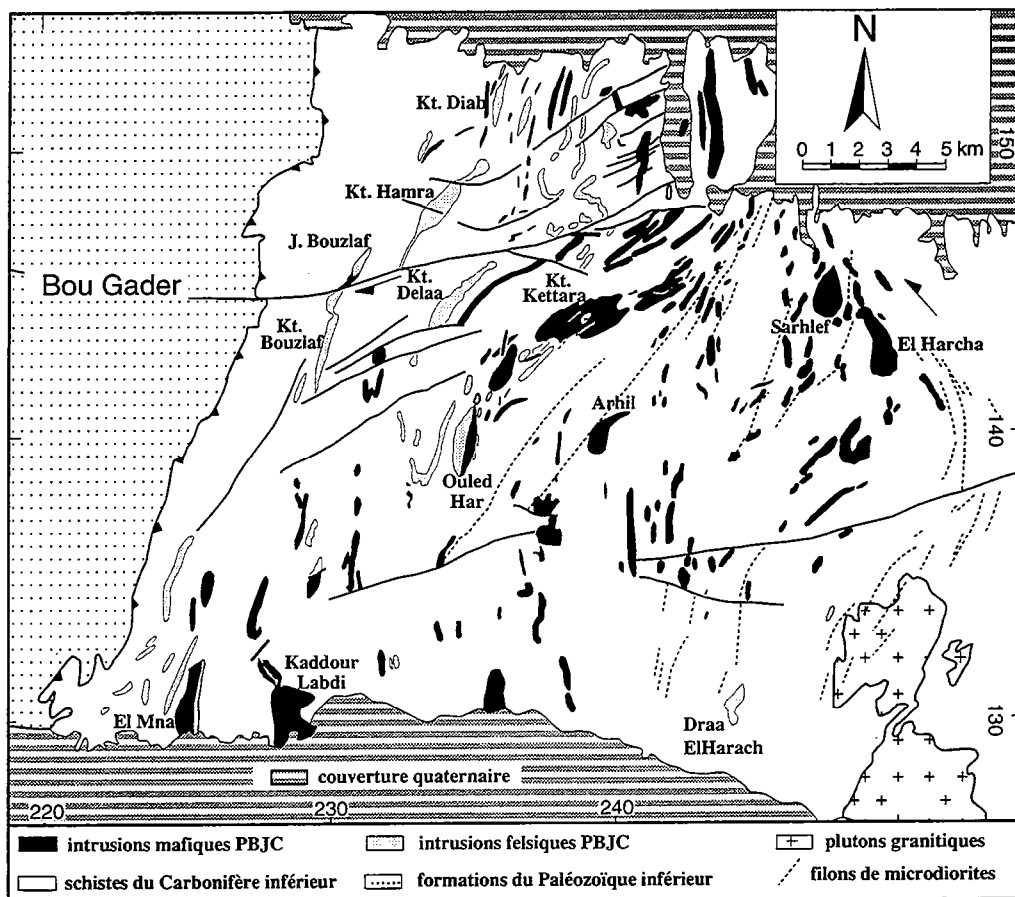 N
0 1 2 3 4 5 km
150
Kt. Diab
Kt. Hamra
J. Bouzlaf
Bou Gader
Kt.
Delaa
Kt.
Kettara
Kt.
Bouzlaf
Sarhlef
El Harcha
Arhil
140
Ouled
Har
Kaddour
Labdi
El Mna
Draa
ElHarach
130
couverture quaternaire
220
230
240
intrusions mafiques PBJC
intrusions felsiques PBJC
plutons granitiques
schistes du Carbonifère inférieur
formations du Paléozoïque inférieur
filons de microdiorites